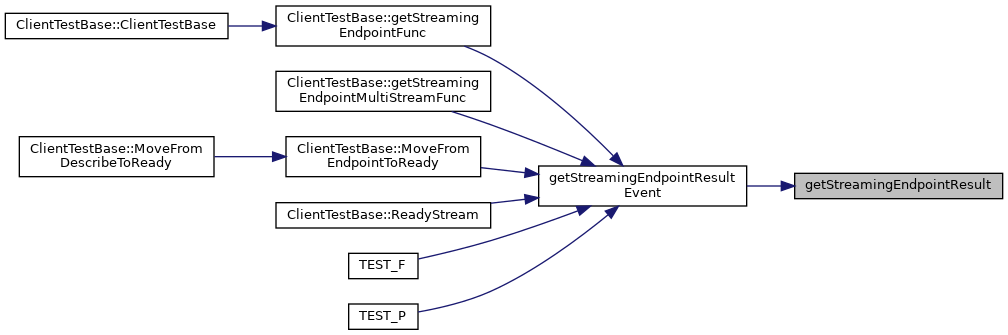 ClientTestBase::ClientTestBase
ClientTestBase::getStreaming
EndpointFunc
ClientTestBase::getStreaming
EndpointMultiStreamFunc
ClientTestBase::MoveFrom
DescribeToReady
ClientTestBase::MoveFrom
EndpointToReady
getStreamingEndpointResult
Event
getStreamingEndpointResult
ClientTestBase::ReadyStream
TEST_F
TEST_P